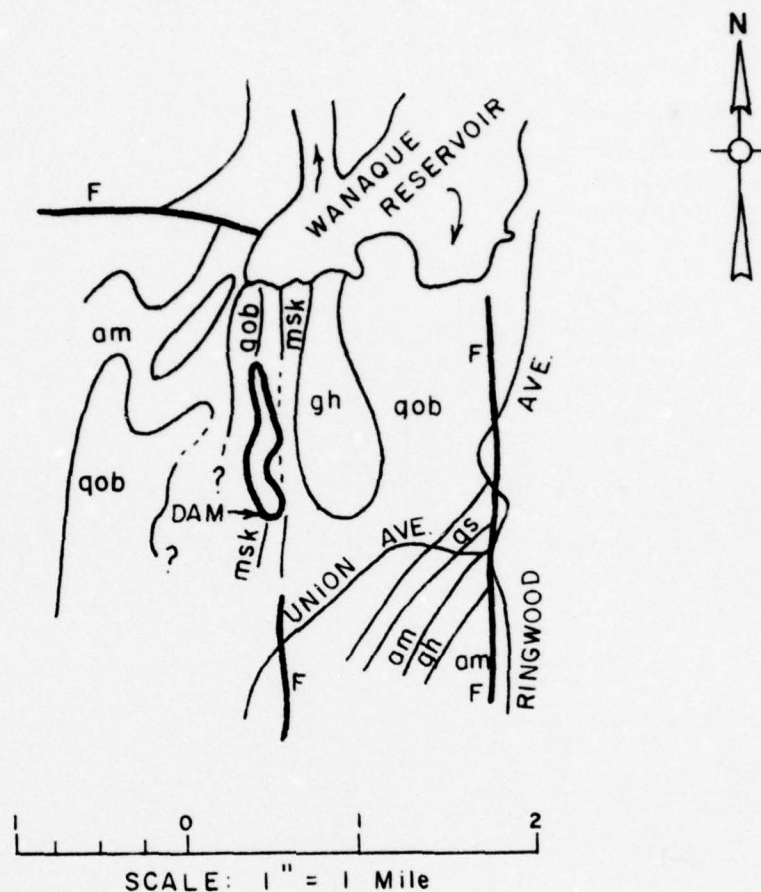 N
F
WANAQUE
RESERVOIR
am
qob
msk
F
AVE.
gh
qob
qob
?
DAM
?
msk
UNION AVE.
qs
am
gh
am
RINGWOOD
F
F
1 0 1 2
SCALE: 1" = 1 Mile